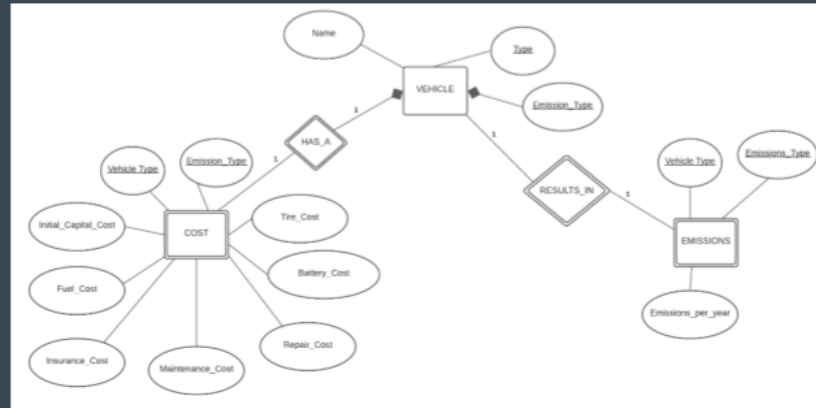 Name
Type
VEHICLE
Emission_Type
1
1
HAS_A
1
Vehicle Type
Emission_Type
Vehicle Type
Emissions_Type
RESULTS_IN
1
Initial_Capital_Cost
Tire_Cost
COST
EMISSIONS
Battery_Cost
Fuel_Cost
Emissions_per_year
Repair_Cost
Insurance_Cost
Maintenance_Cost